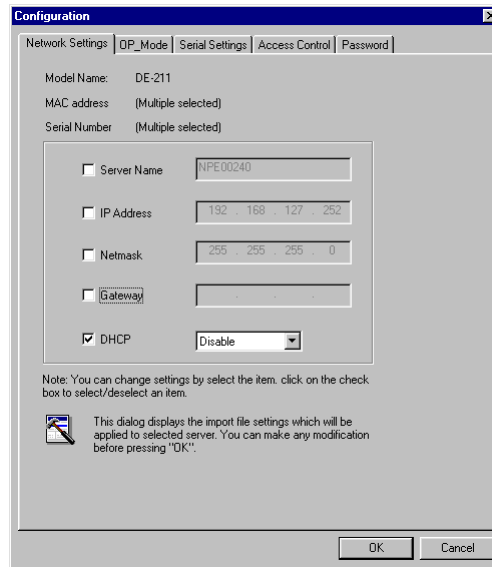 Configuration
Network Settings OP_Mode Serial Settings Access Control Password
Model Name: DE-211
MAC address (Multiple selected)
Serial Number (Multiple selected)
Server Name NPE00240
IP Address 192 . 168 . 127 . 252
Netmask 255 . 255 . 255 . 0
Gateway . . .
DHCP Disable
Note: You can change settings by select the item. click on the check
box to select/deselect an item.
This dialog displays the import file settings which will be
applied to selected server. You can make any modification
before pressing "OK".
OK Cancel